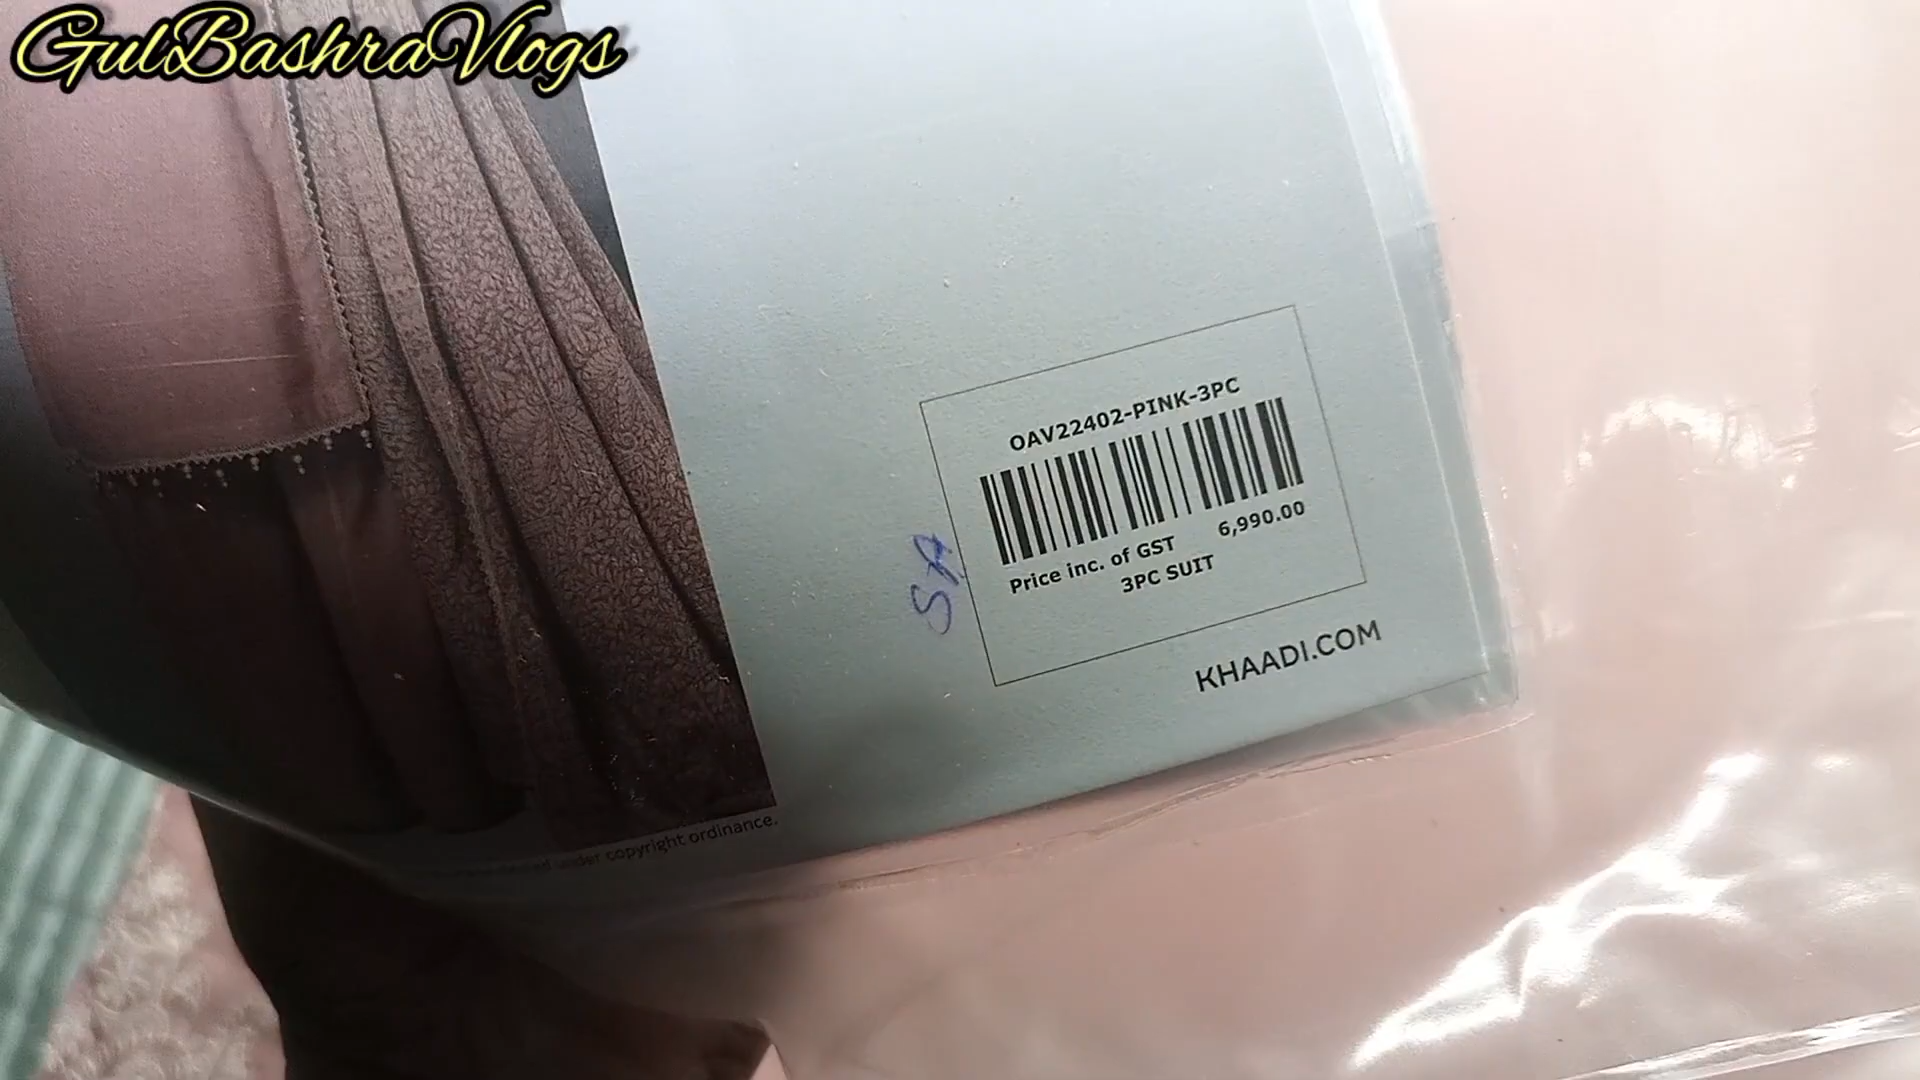 GulBashraVlogs
OAV22402-PINK-3PC
Price inc. of GST 6,990.00
3PC SUIT
KHAADI.COM
under copyright ordinance.